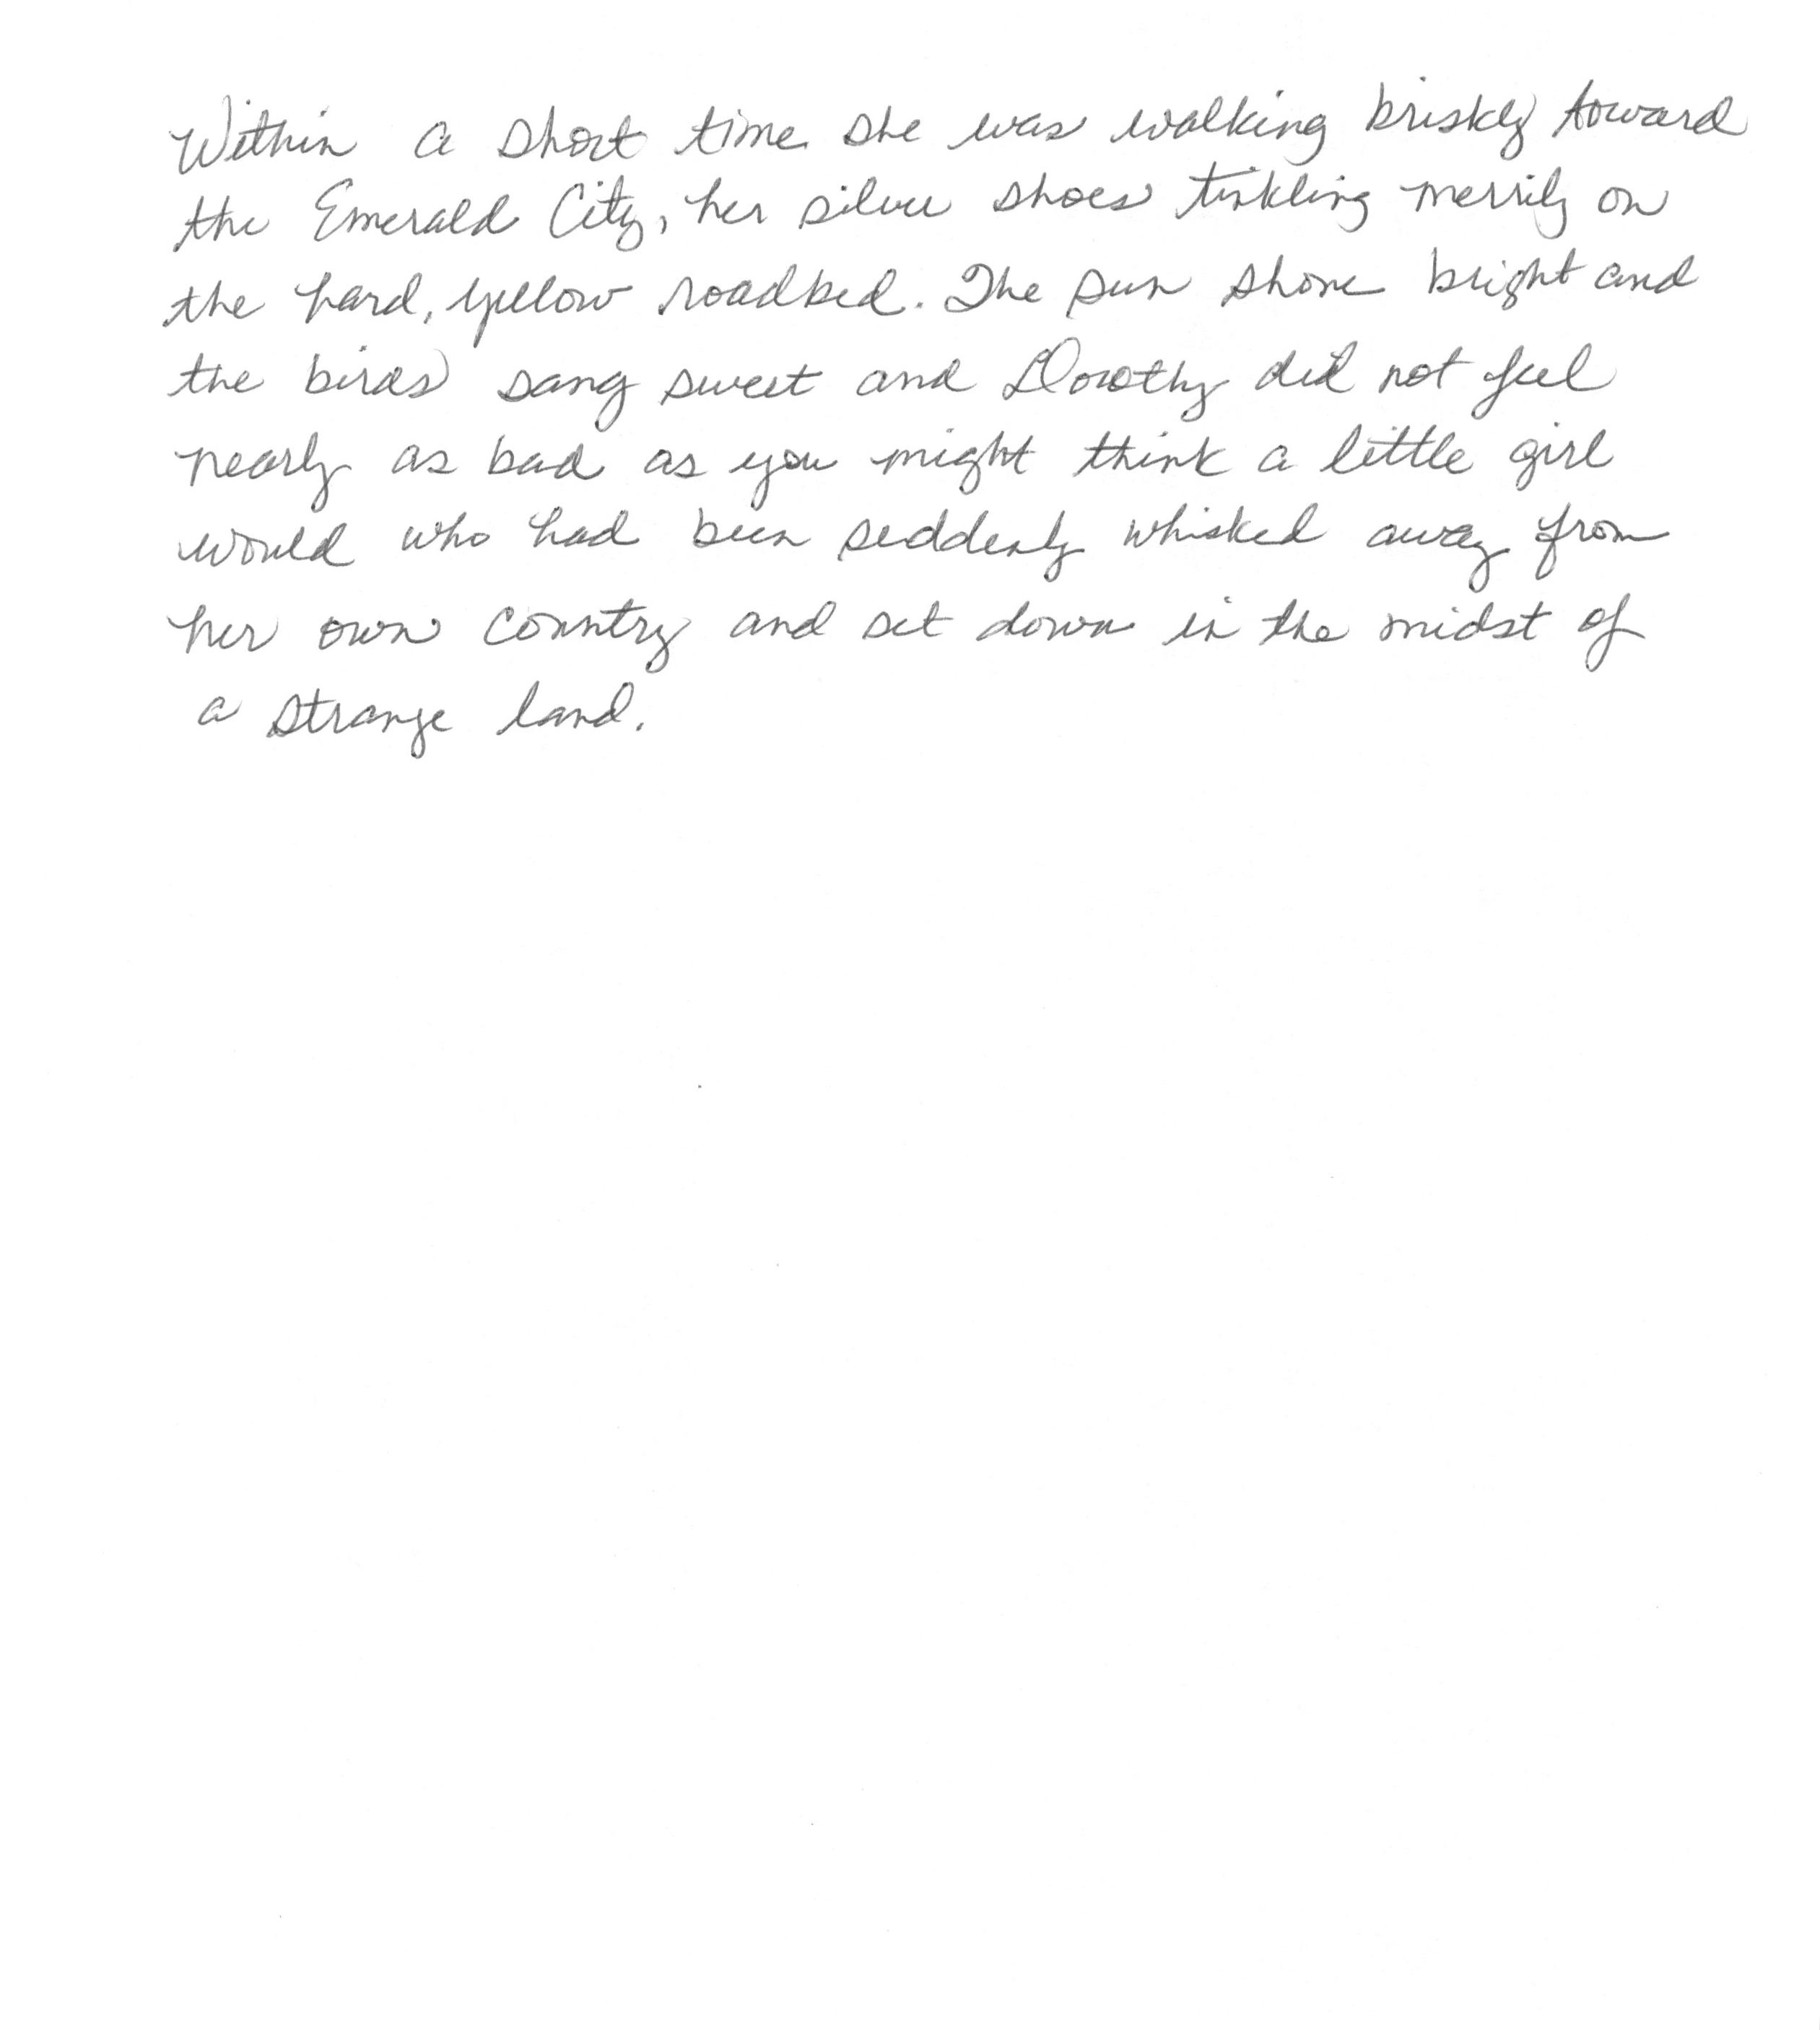 Within a short time she was walking briskly toward
the Emerald City, her silver shoes tinkling merrily on
the hard, yellow roadbed. The sun shone bright and
the birds sang sweet and Dorothy did not feel
nearly as bad as you might think a little girl
would who had been seddenly whisked away from
her own country and set down in the midst of
a strange land.